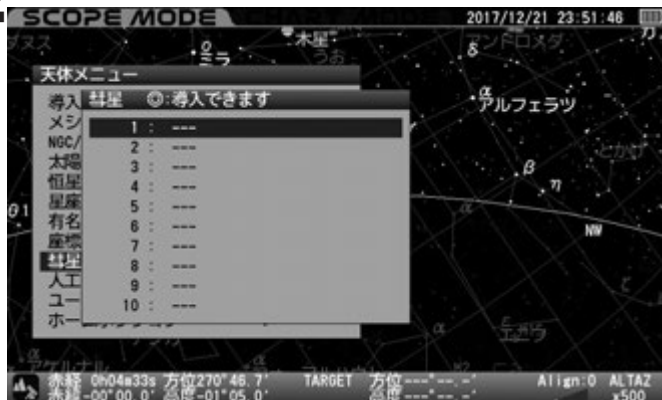 SCOPE MODE
2017/12/21 23:51:46
木星
うお
アンドロメダ
ミラ
δ
α
アルフェラツ
天体メニュー
導入
彗星 ◎:導入できます
メシ
1 : ---
NGC/
2 : ---
太陽
3 : ---
恒星
4 : ---
星座
5 : ---
有名
6 : ---
座標
7 : ---
彗星
8 : ---
人工
9 : ---
ユー
10 : ---
ホー
とかげ
β
η
θ1
NW
α
ζ
α
α
赤経 0h04m33s 方位270°46.7' TARGET 方位---°--.-' Align:0 ALTAZ
赤緯-00°00.0' 高度-01°05.0' 高度---°--.-' x500